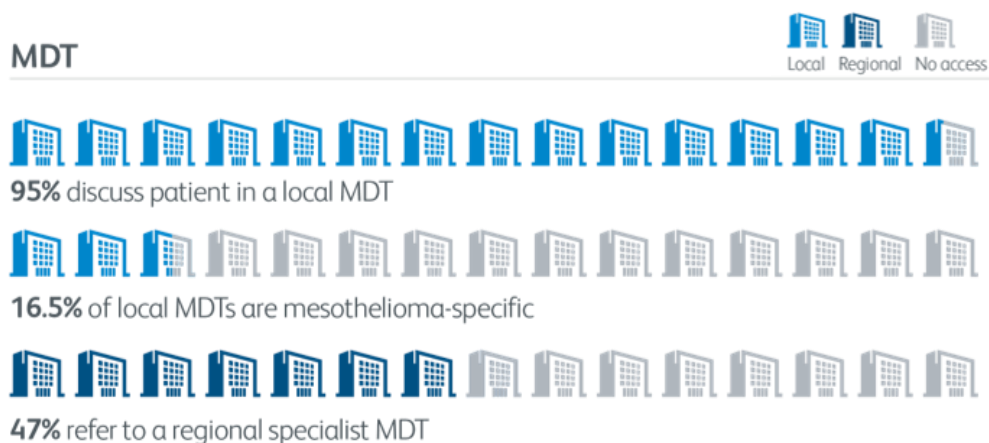 MDT
Local Regional No access
95% discuss patient in a local MDT
16.5% of local MDTs are mesothelioma-specific
47% refer to a regional specialist MDT